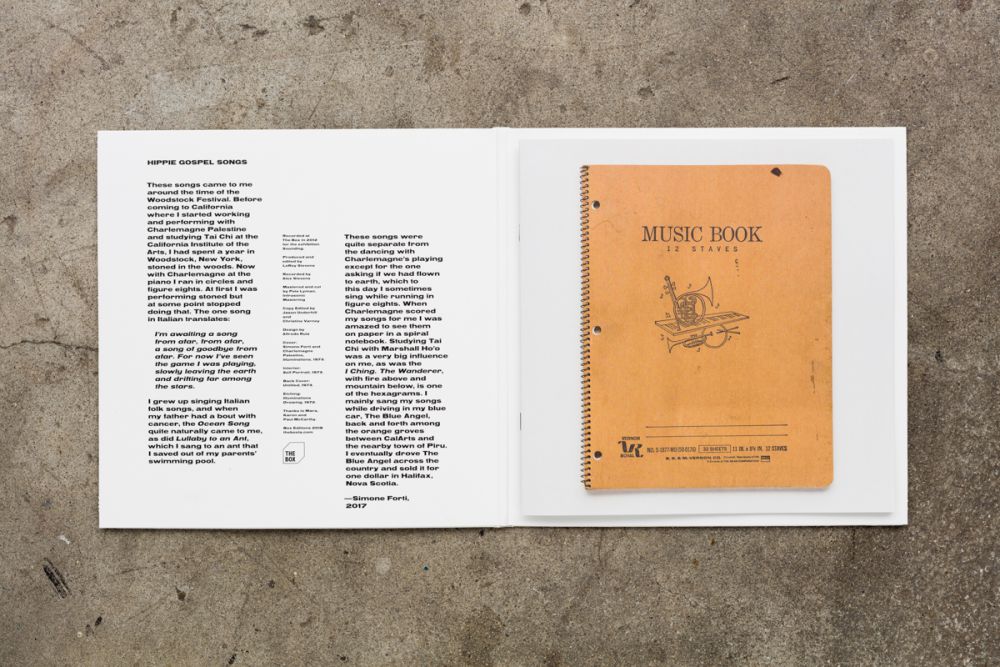 HIPPIE GOSPEL SONGS
These songs came to me
around the time of the
Woodstock Festival. Before
coming to California
where I started working
and performing with
Charlemagne Palestine
and studying Tai Chi at the
California Institute of the
Arts, I had spent a year in
Woodstock, New York,
stoned in the woods. Now
with Charlemagne at the
piano I ran in circles and
figure eights. At first I was
performing stoned but
at some point stopped
doing that. The one song
in Italian translates:
I'm awaiting a song
from afar, from afar,
a song of goodbye from
afar. For now I've seen
the game I was playing,
slowly leaving the earth
and drifting far among
the stars.
I grew up singing Italian
folk songs, and when
my father had a bout with
cancer, the Ocean Song
quite naturally came to me,
as did Lullaby to an Ant,
which I sang to an ant that
I saved out of my parents'
swimming pool.
Recorded at
The Box in 2012
for the exhibition
Sounding.
Produced and
edited by
Recorded by
Mastered and cut
by Pete Lyman,
Infrasonic
Mastering
Copy Edited by
Jason Underhill
and
Christine Varney
Design by
Alfredo Ruiz
Cover:
Simone Forti and
Charlemagne
Palestine,
Illuminations, 1972
Interior:
Self Portrait, 1972
Back Cover:
Untitled, 1972
Etching:
Illuminations
Drawing, 1972
Thanks to Mara,
Karen and
Paul McCarthy
Box Editions 2018
theboxla.com
THE
BOX
These songs were
quite separate from
the dancing with
Charlemagne's playing
except for the one
asking if we had flown
to earth, which to
this day I sometimes
sing while running in
figure eights. When
Charlemagne scored
my songs for me I was
amazed to see them
on paper in a spiral
notebook. Studying Tai
Chi with Marshall Ho'o
was a very big influence
on me, as was the
I Ching. The Wanderer,
with fire above and
mountain below, is one
of the hexagrams. I
mainly sang my songs
while driving in my blue
car, The Blue Angel,
back and forth among
the orange groves
between CalArts and
the nearby town of Piru.
I eventually drove The
Blue Angel across the
country and sold it for
one dollar in Halifax,
Nova Scotia.
—Simone Forti,
2017
MUSIC BOOK
12 STAVES
VERNON
McMILLAN
32 SHEETS
11 IN. x 8½ IN. 12 STAVES